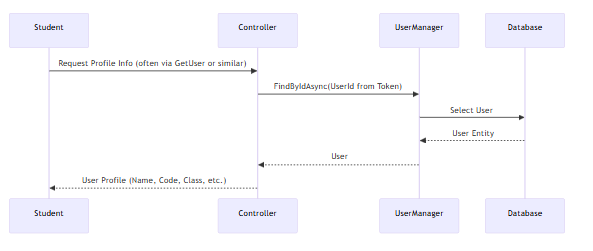 Student Controller UserManager Database
Request Profile Info (often via GetUser or similar)
FindByIdAsync(UserId from Token)
Select User
User Entity
User
User Profile (Name, Code, Class, etc.)
Student Controller UserManager Database